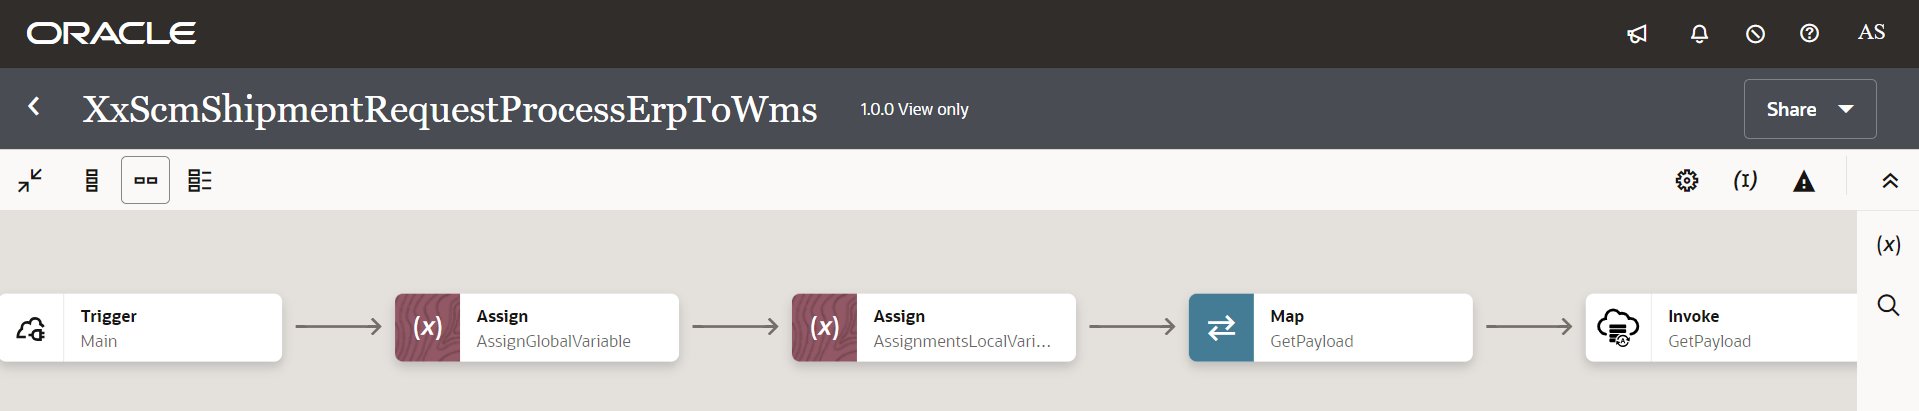 ORACLE
AS
XxScmShipmentRequestProcessErpToWms
1.0.0 View only
Share
(I)
(x)
Trigger
Main
(x)
Assign
AssignGlobalVariable
(x)
Assign
AssignmentsLocalVari...
Map
GetPayload
Invoke
GetPayload